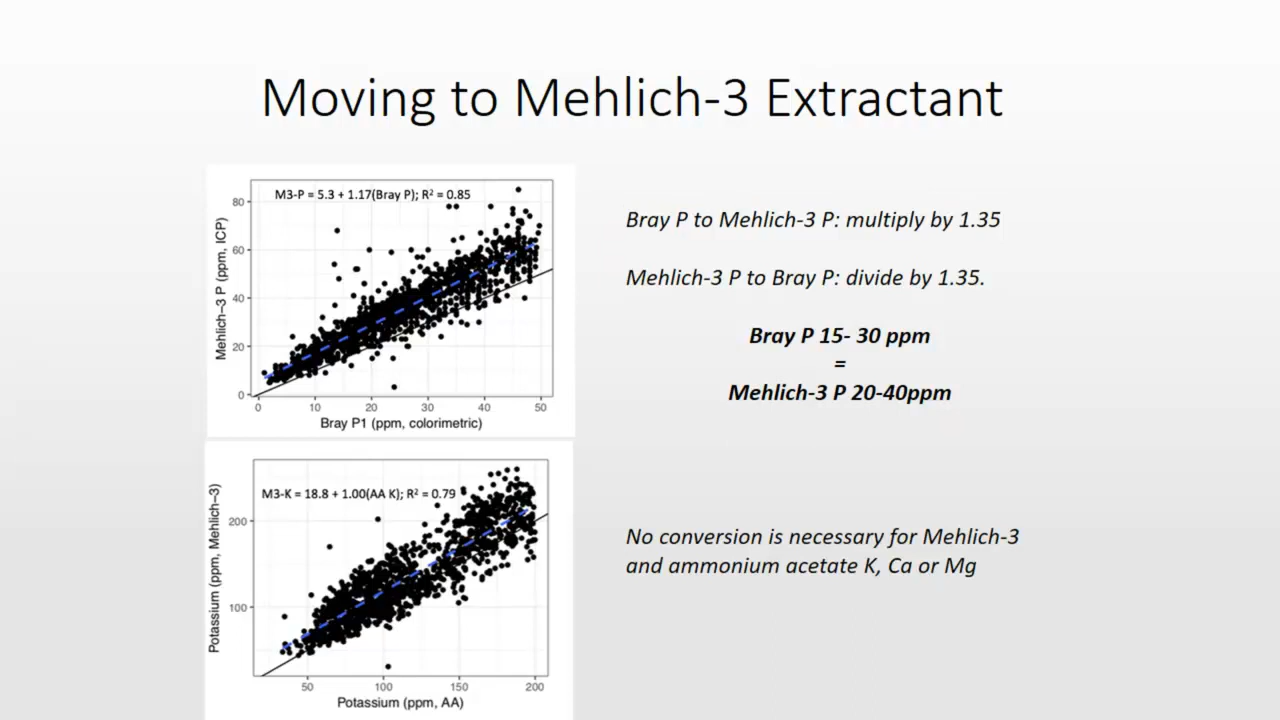 Moving to Mehlich-3 Extractant
M3-P = 5.3 + 1.17(Bray P); R² = 0.85
80
60
40
20
0
Mehlich–3 P (ppm, ICP)
0 10 20 30 40 50
Bray P1 (ppm, colorimetric)
Bray P to Mehlich-3 P: multiply by 1.35
Mehlich-3 P to Bray P: divide by 1.35.
Bray P 15- 30 ppm
=
Mehlich-3 P 20-40ppm
M3-K = 18.8 + 1.00(AA K); R² = 0.79
200
100
Potassium (ppm, Mehlich–3)
50 100 150 200
Potassium (ppm, AA)
No conversion is necessary for Mehlich-3
and ammonium acetate K, Ca or Mg